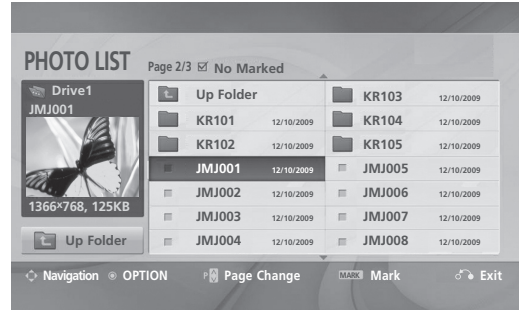 PHOTO LIST
Page 2/3 ☑ No Marked
Drive1
JMJ001
1366x768, 125KB
Up Folder
Up Folder
KR101 12/10/2009
KR102 12/10/2009
JMJ001 12/10/2009
JMJ002 12/10/2009
JMJ003 12/10/2009
JMJ004 12/10/2009
KR103 12/10/2009
KR104 12/10/2009
KR105 12/10/2009
JMJ005 12/10/2009
JMJ006 12/10/2009
JMJ007 12/10/2009
JMJ008 12/10/2009
Navigation OPTION P Page Change MARK Mark Exit